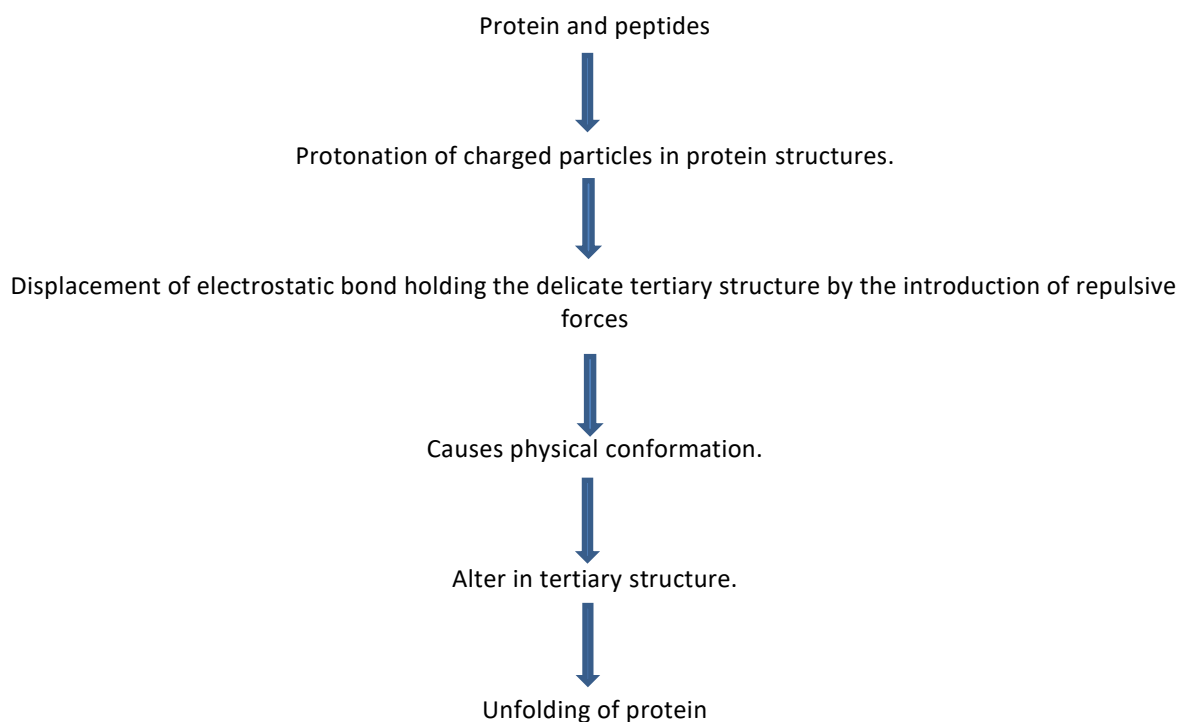 Protein and peptides
Protonation of charged particles in protein structures.
Displacement of electrostatic bond holding the delicate tertiary structure by the introduction of repulsive
forces
Causes physical conformation.
Alter in tertiary structure.
Unfolding of protein